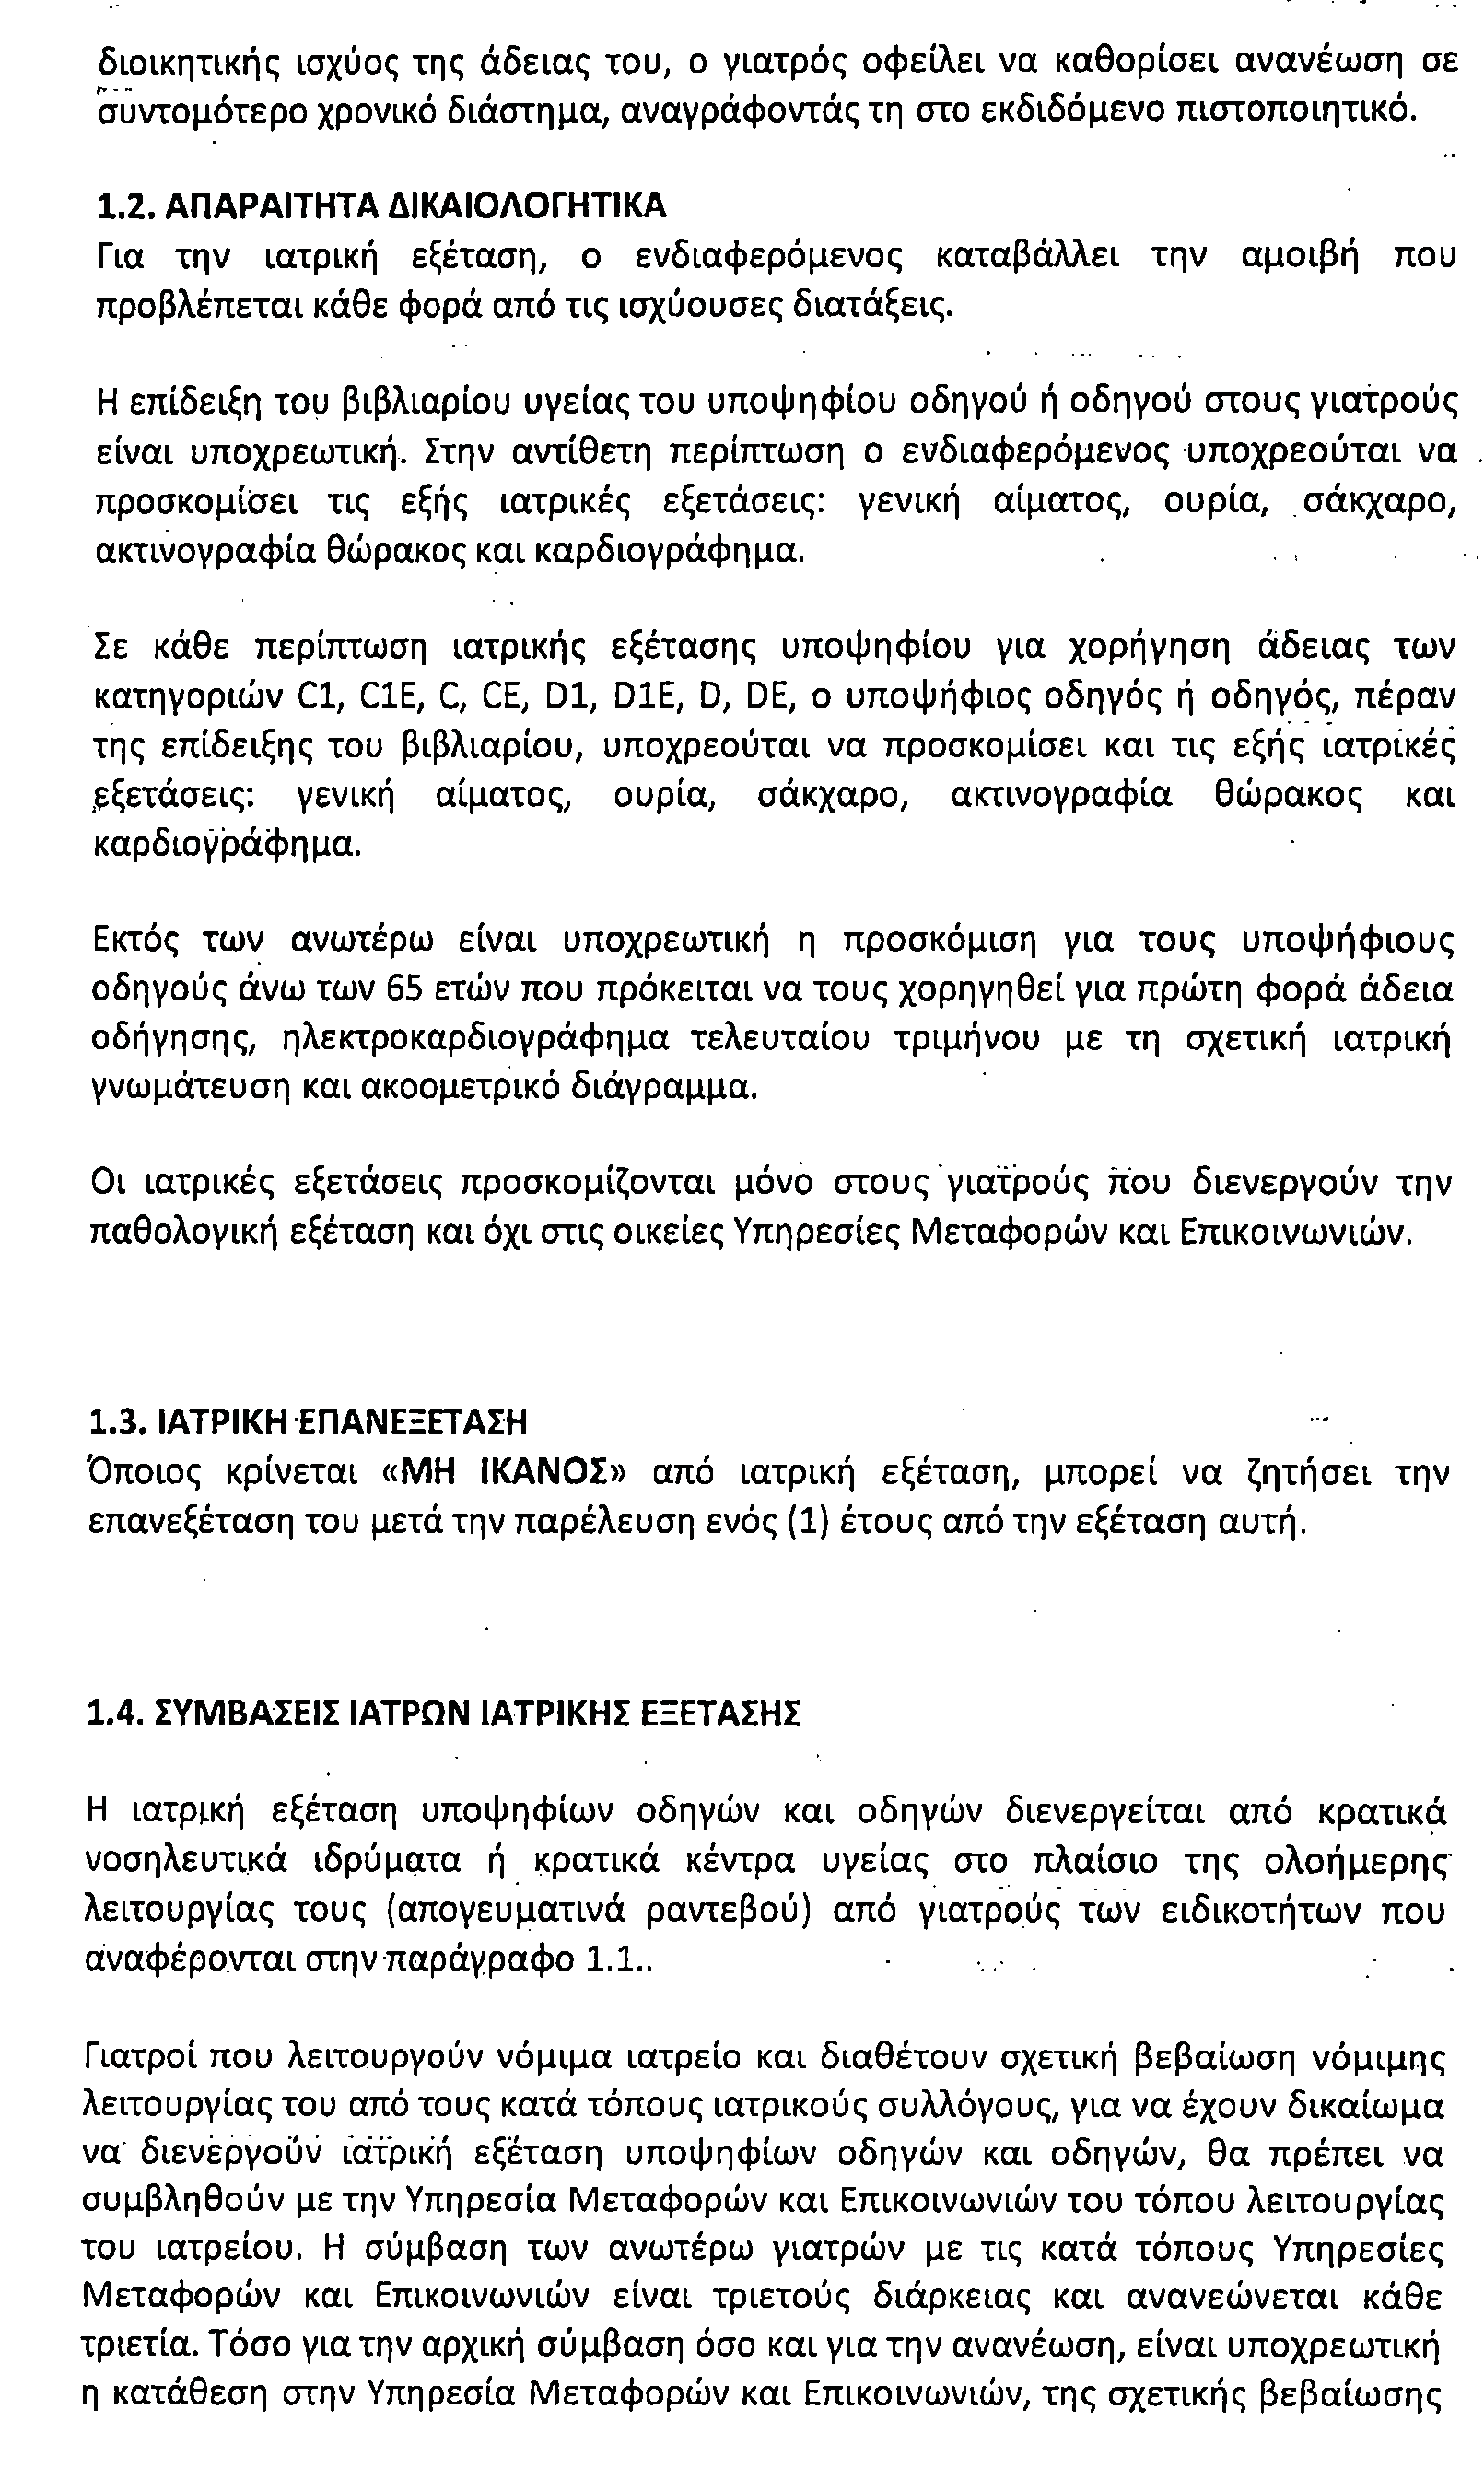 διοικητικής ισχύος της άδειας του, ο γιατρός οφείλει να καθορίσει ανανέωση σε
συντομότερο χρονικό διάστημα, αναγράφοντάς τη στο εκδιδόμενο πιστοποιητικό.
1.2. ΑΠΑΡΑΙΤΗΤΑ ΔΙΚΑΙΟΛΟΓΗΤΙΚΑ
Για την ιατρική εξέταση, ο ενδιαφερόμενος καταβάλλει την αμοιβή που
προβλέπεται κάθε φορά από τις ισχύουσες διατάξεις.
Η επίδειξη του βιβλιαρίου υγείας του υποψηφίου οδηγού ή οδηγού στους γιατρούς
είναι υποχρεωτική. Στην αντίθετη περίπτωση ο ενδιαφερόμενος υποχρεούται να
προσκομίσει τις εξής ιατρικές εξετάσεις: γενική αίματος, ουρία, σάκχαρο,
ακτινογραφία θώρακος και καρδιογράφημα.
Σε κάθε περίπτωση ιατρικής εξέτασης υποψηφίου για χορήγηση άδειας των
κατηγοριών C1, C1E, C, CE, D1, D1E, D, DE, ο υποψήφιος οδηγός ή οδηγός, πέραν
της επίδειξης του βιβλιαρίου, υποχρεούται να προσκομίσει και τις εξής ιατρικές
εξετάσεις: γενική αίματος, ουρία, σάκχαρο, ακτινογραφία θώρακος και
καρδιογράφημα.
Εκτός των ανωτέρω είναι υποχρεωτική η προσκόμιση για τους υποψήφιους
οδηγούς άνω των 65 ετών που πρόκειται να τους χορηγηθεί για πρώτη φορά άδεια
οδήγησης, ηλεκτροκαρδιογράφημα τελευταίου τριμήνου με τη σχετική ιατρική
γνωμάτευση και ακοομετρικό διάγραμμα.
Οι ιατρικές εξετάσεις προσκομίζονται μόνο στους γιατρούς που διενεργούν την
παθολογική εξέταση και όχι στις οικείες Υπηρεσίες Μεταφορών και Επικοινωνιών.
1.3. ΙΑΤΡΙΚΗ ΕΠΑΝΕΞΕΤΑΣΗ
Όποιος κρίνεται «ΜΗ ΙΚΑΝΟΣ» από ιατρική εξέταση, μπορεί να ζητήσει την
επανεξέταση του μετά την παρέλευση ενός (1) έτους από την εξέταση αυτή.
1.4. ΣΥΜΒΑΣΕΙΣ ΙΑΤΡΩΝ ΙΑΤΡΙΚΗΣ ΕΞΕΤΑΣΗΣ
Η ιατρική εξέταση υποψηφίων οδηγών και οδηγών διενεργείται από κρατικά
νοσηλευτικά ιδρύματα ή κρατικά κέντρα υγείας στο πλαίσιο της ολοήμερης
λειτουργίας τους (απογευματινά ραντεβού) από γιατρούς των ειδικοτήτων που
αναφέρονται στην παράγραφο 1.1..
Γιατροί που λειτουργούν νόμιμα ιατρείο και διαθέτουν σχετική βεβαίωση νόμιμης
λειτουργίας του από τους κατά τόπους ιατρικούς συλλόγους, για να έχουν δικαίωμα
να διενεργούν ιατρική εξέταση υποψηφίων οδηγών και οδηγών, θα πρέπει να
συμβληθούν με την Υπηρεσία Μεταφορών και Επικοινωνιών του τόπου λειτουργίας
του ιατρείου. Η σύμβαση των ανωτέρω γιατρών με τις κατά τόπους Υπηρεσίες
Μεταφορών και Επικοινωνιών είναι τριετούς διάρκειας και ανανεώνεται κάθε
τριετία. Τόσο για την αρχική σύμβαση όσο και για την ανανέωση, είναι υποχρεωτική
η κατάθεση στην Υπηρεσία Μεταφορών και Επικοινωνιών, της σχετικής βεβαίωσης